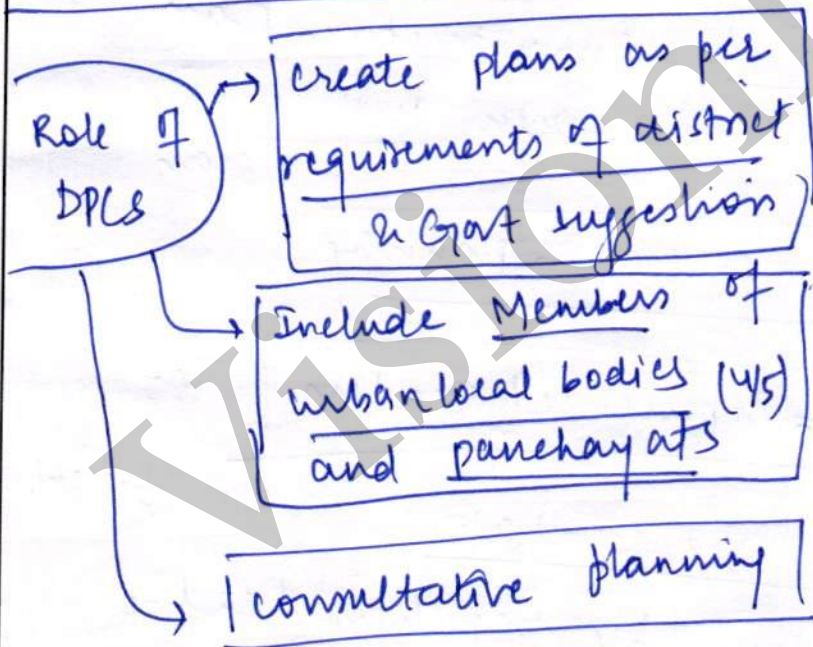 Role of
DPCs
create plans as per
requirements of district
& Govt suggestion
Include Members of
urban local bodies (4/5)
and panchayats
consultative planning
Vision